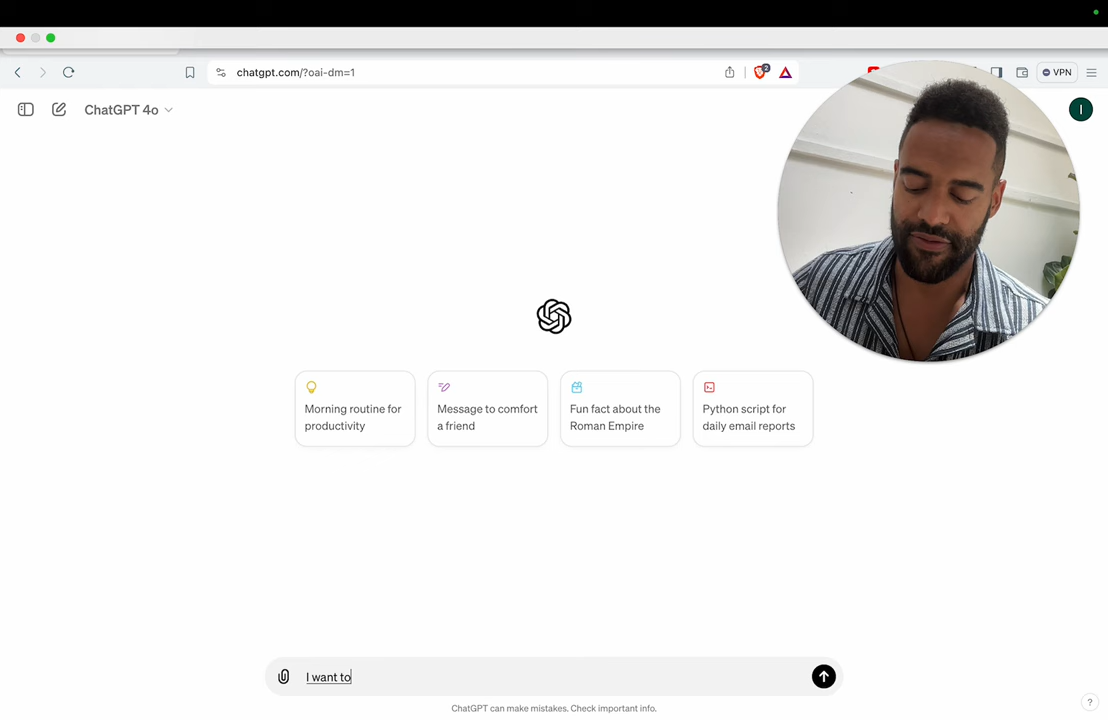 chatgpt.com/?oai-dm=1
2
VPN
ChatGPT 4o
I
Morning routine for
productivity
Message to comfort
a friend
Fun fact about the
Roman Empire
Python script for
daily email reports
I want to
ChatGPT can make mistakes. Check important info.
?